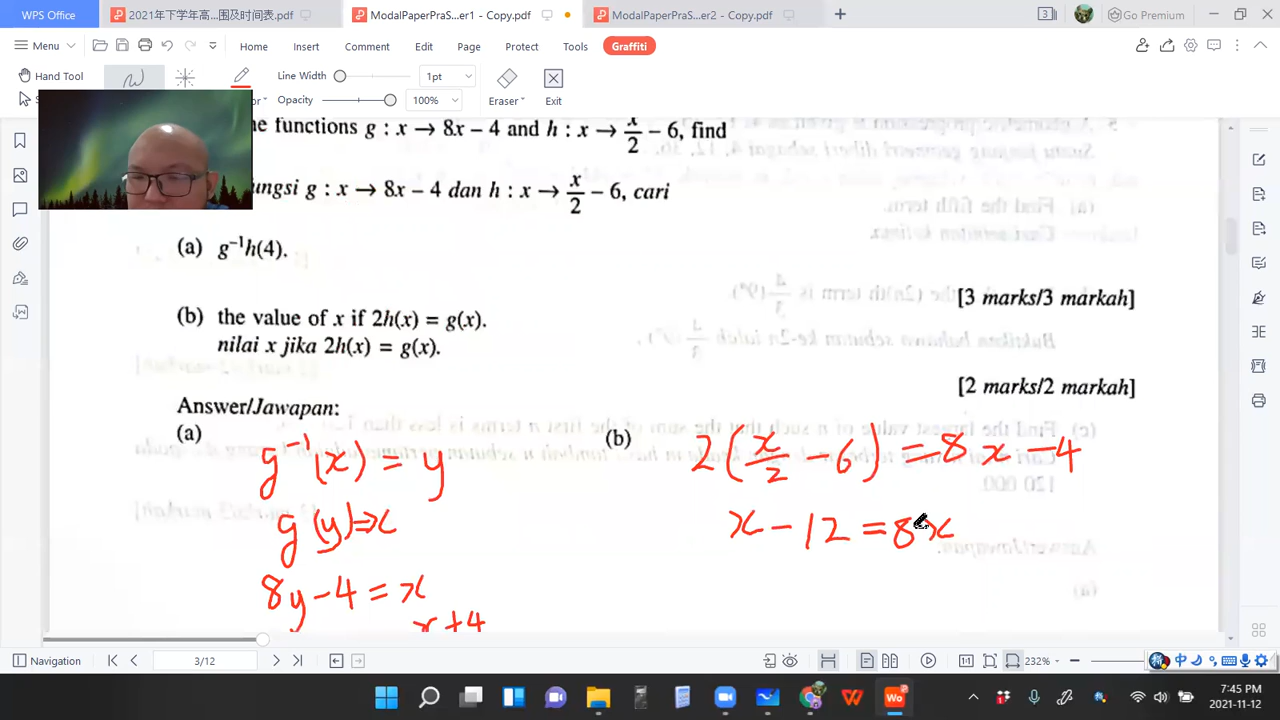 WPS Office
2021年下学年高...围及时间表.pdf
ModalPaperPraS...er1 - Copy.pdf
ModalPaperPraS...er2 - Copy.pdf
3
Go Premium
Menu
Home
Insert
Comment
Edit
Page
Protect
Tools
Graffiti
Hand Tool
Line Width
1pt
Opacity
100%
Eraser
Exit
ne functions g : x → 8x − 4 and h : x → x/2 − 6, find
ungsi g : x → 8x − 4 dan h : x → x/2 − 6, cari
(a) g⁻¹h(4).
[3 marks/3 markah]
(b) the value of x if 2h(x) = g(x).
nilai x jika 2h(x) = g(x).
[2 marks/2 markah]
Answer/Jawapan:
(a)
g⁻¹(x) = y
g(y)=x
8y−4 = x
x+4
(b)
2(x/2 −6) = 8x −4
x − 12 = 8x
Navigation
3/12
232%
中
7:45 PM
2021-11-12